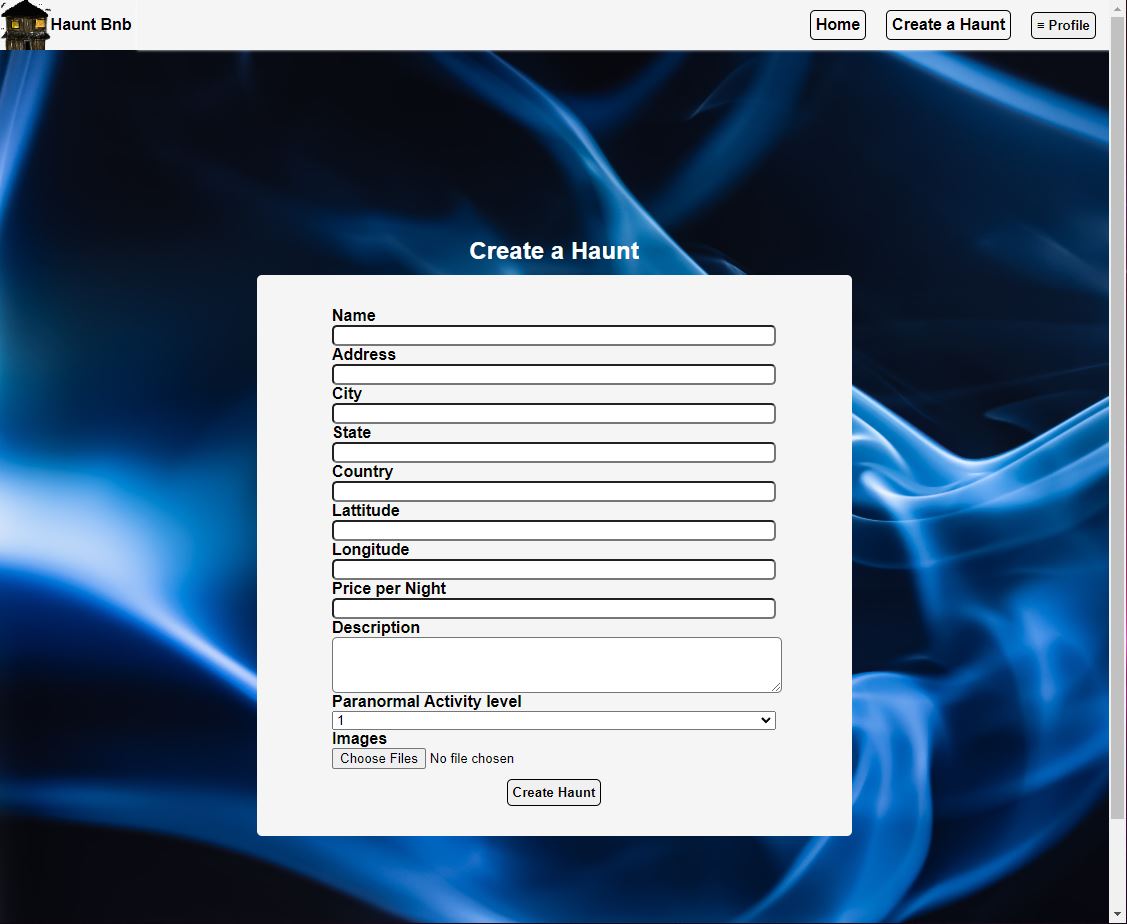 Haunt Bnb
Home
Create a Haunt
≡ Profile
Create a Haunt
Name
Address
City
State
Country
Lattitude
Longitude
Price per Night
Description
Paranormal Activity level
1
Images
Choose Files No file chosen
Create Haunt